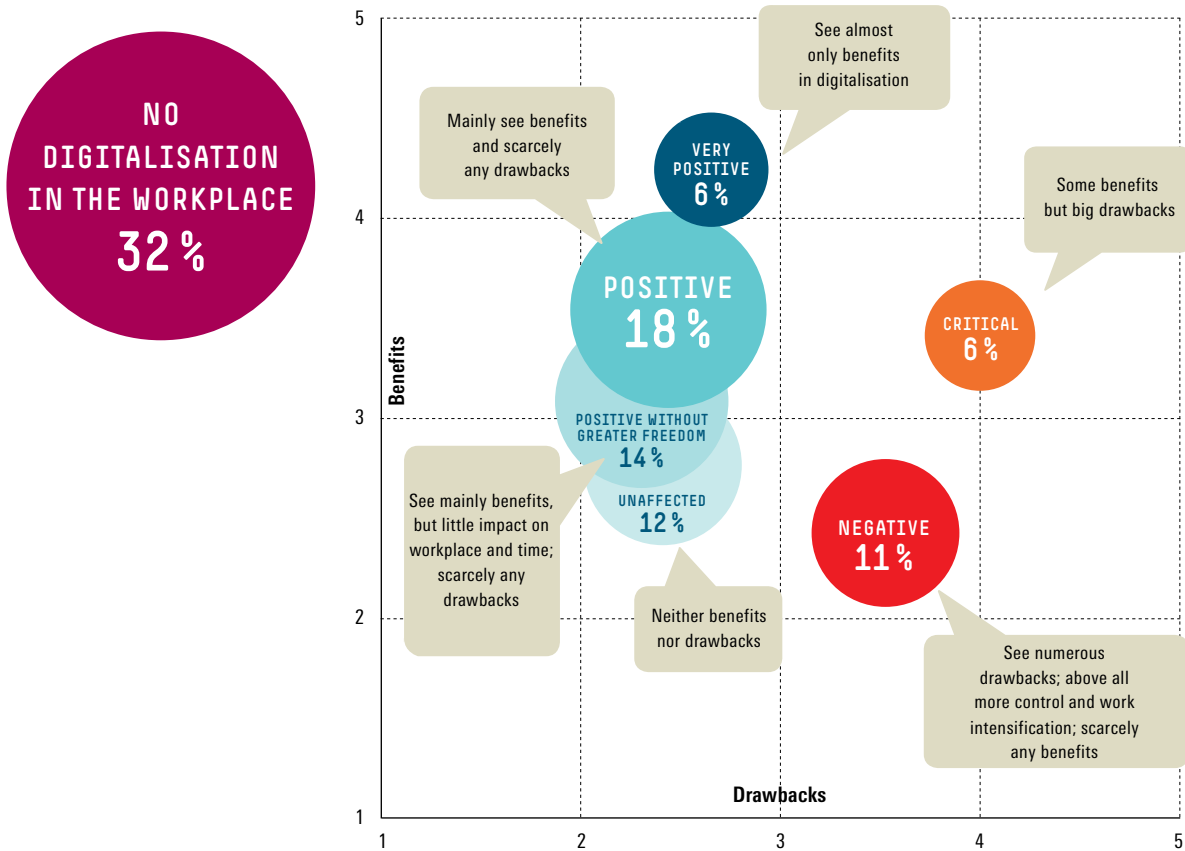 NO
DIGITALISATION
IN THE WORKPLACE
32 %
5
4
3
2
1
Benefits
See almost
only benefits
in digitalisation
Mainly see benefits
and scarcely
any drawbacks
VERY
POSITIVE
6 %
Some benefits
but big drawbacks
POSITIVE
18 %
CRITICAL
6 %
POSITIVE WITHOUT
GREATER FREEDOM
14 %
See mainly benefits,
but little impact on
workplace and time;
scarcely any
drawbacks
UNAFFECTED
12 %
NEGATIVE
11 %
Neither benefits
nor drawbacks
See numerous
drawbacks; above all
more control and work
intensification; scarcely
any benefits
Drawbacks
1
2
3
4
5